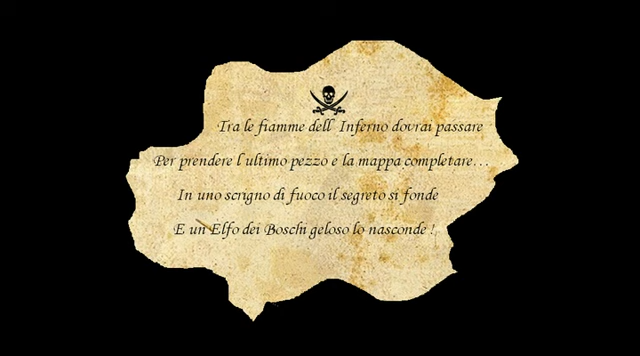 Tra le fiamme dell' Inferno dovrai passare
Per prendere l'ultimo pezzo e la mappa completare...
In uno scrigno di fuoco il segreto si fonde
E un Elfo dei Boschi geloso lo nasconde !